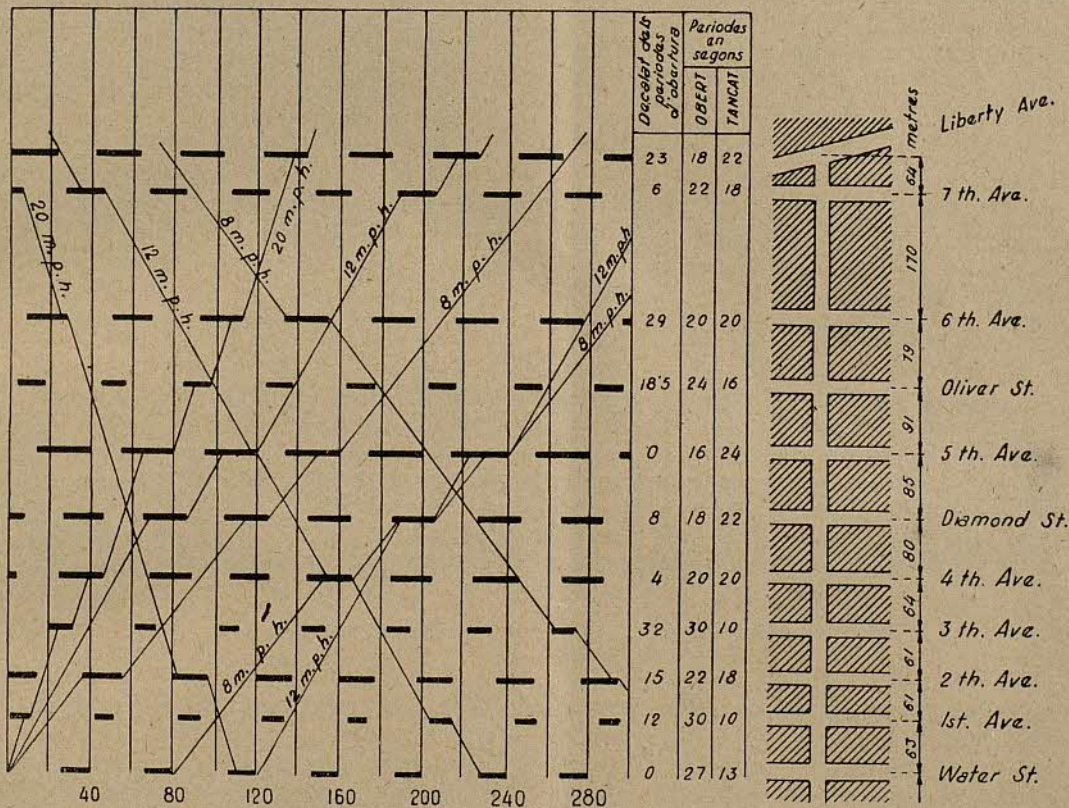 Decalat dels
periodes
d'obertura
Periodes
en
segons
OBERT
TANCAT
metres
Liberty Ave.
23 18 22
64
6 22 18
7 th. Ave.
20 m. p. h.
12 m. p. h.
8 m. p. h.
20 m. p. h.
12 m. p. h.
8 m. p. h.
12 m. p. h
8 m. p. h.
170
29 20 20
6 th. Ave.
79
18'5 24 16
Oliver St.
91
0 16 24
5 th. Ave.
85
8 18 22
Diamond St.
80
4 20 20
4 th. Ave.
64
8 m. p. h.
12 m. p. h.
32 30 10
3 th. Ave.
61
15 22 18
2 th. Ave.
61
12 30 10
1st. Ave.
63
0 27 13
Water St.
40 80 120 160 200 240 280